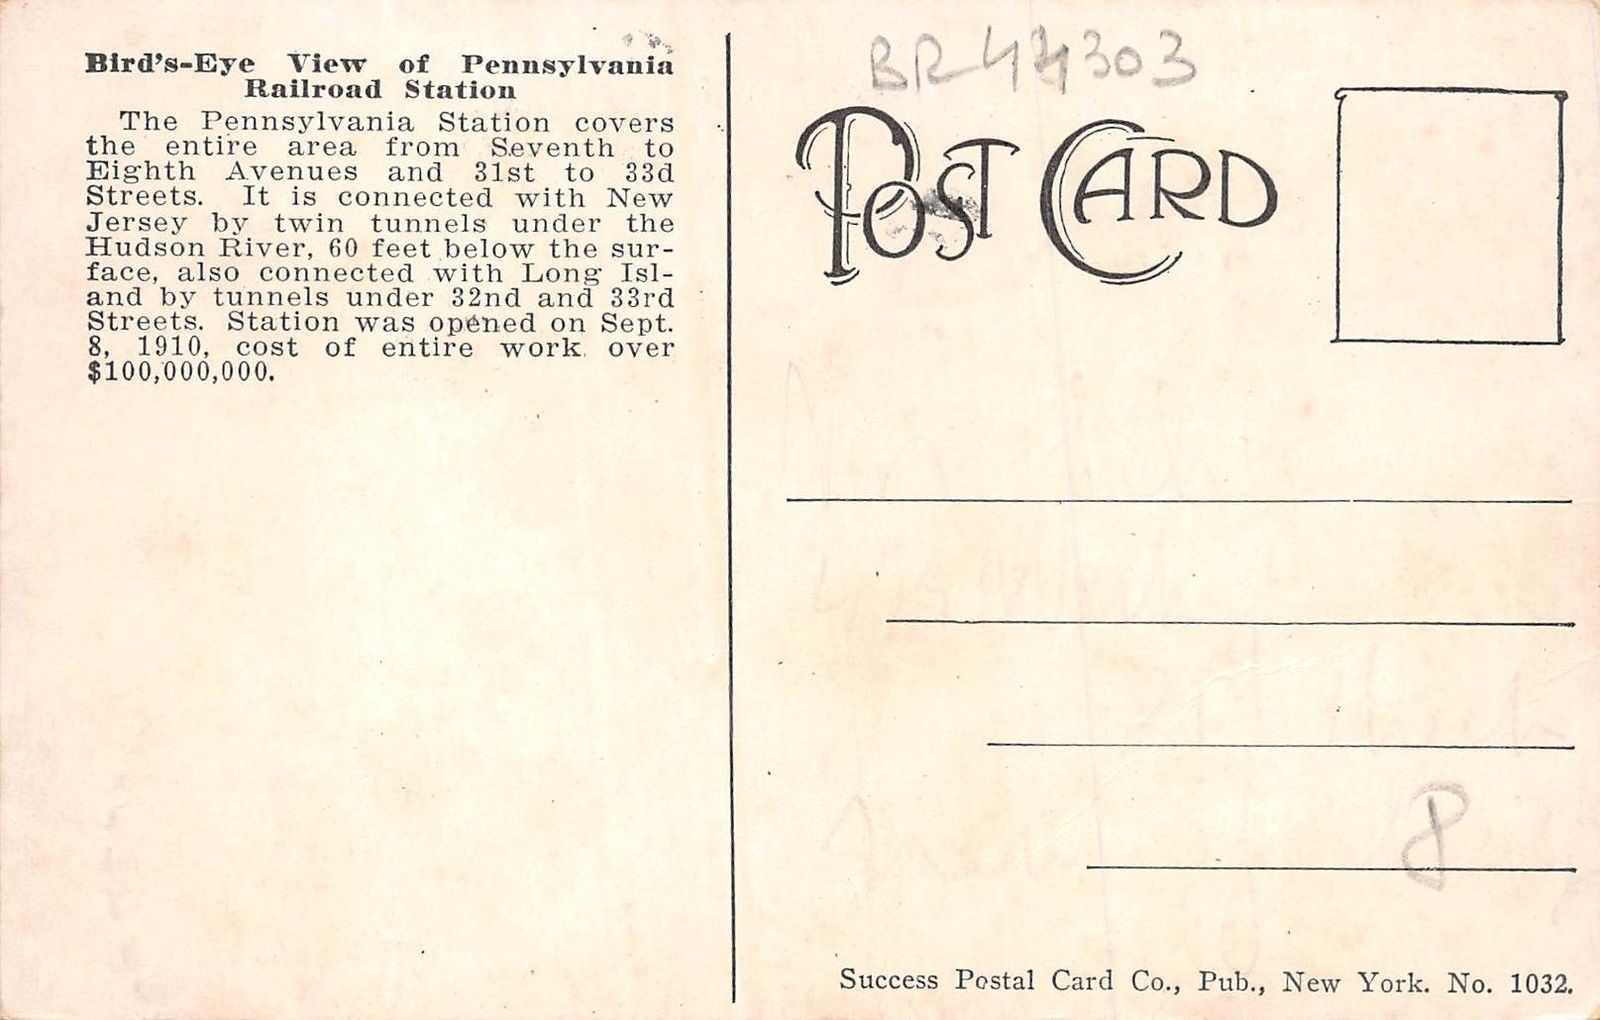 Bird's-Eye View of Pennsylvania
Railroad Station
The Pennsylvania Station covers
the entire area from Seventh to
Eighth Avenues and 31st to 33d
Streets. It is connected with New
Jersey by twin tunnels under the
Hudson River, 60 feet below the sur-
face, also connected with Long Isl-
and by tunnels under 32nd and 33rd
Streets. Station was opened on Sept.
8, 1910, cost of entire work over
$100,000,000.
BR 44303
POST CARD
8
Success Postal Card Co., Pub., New York. No. 1032.